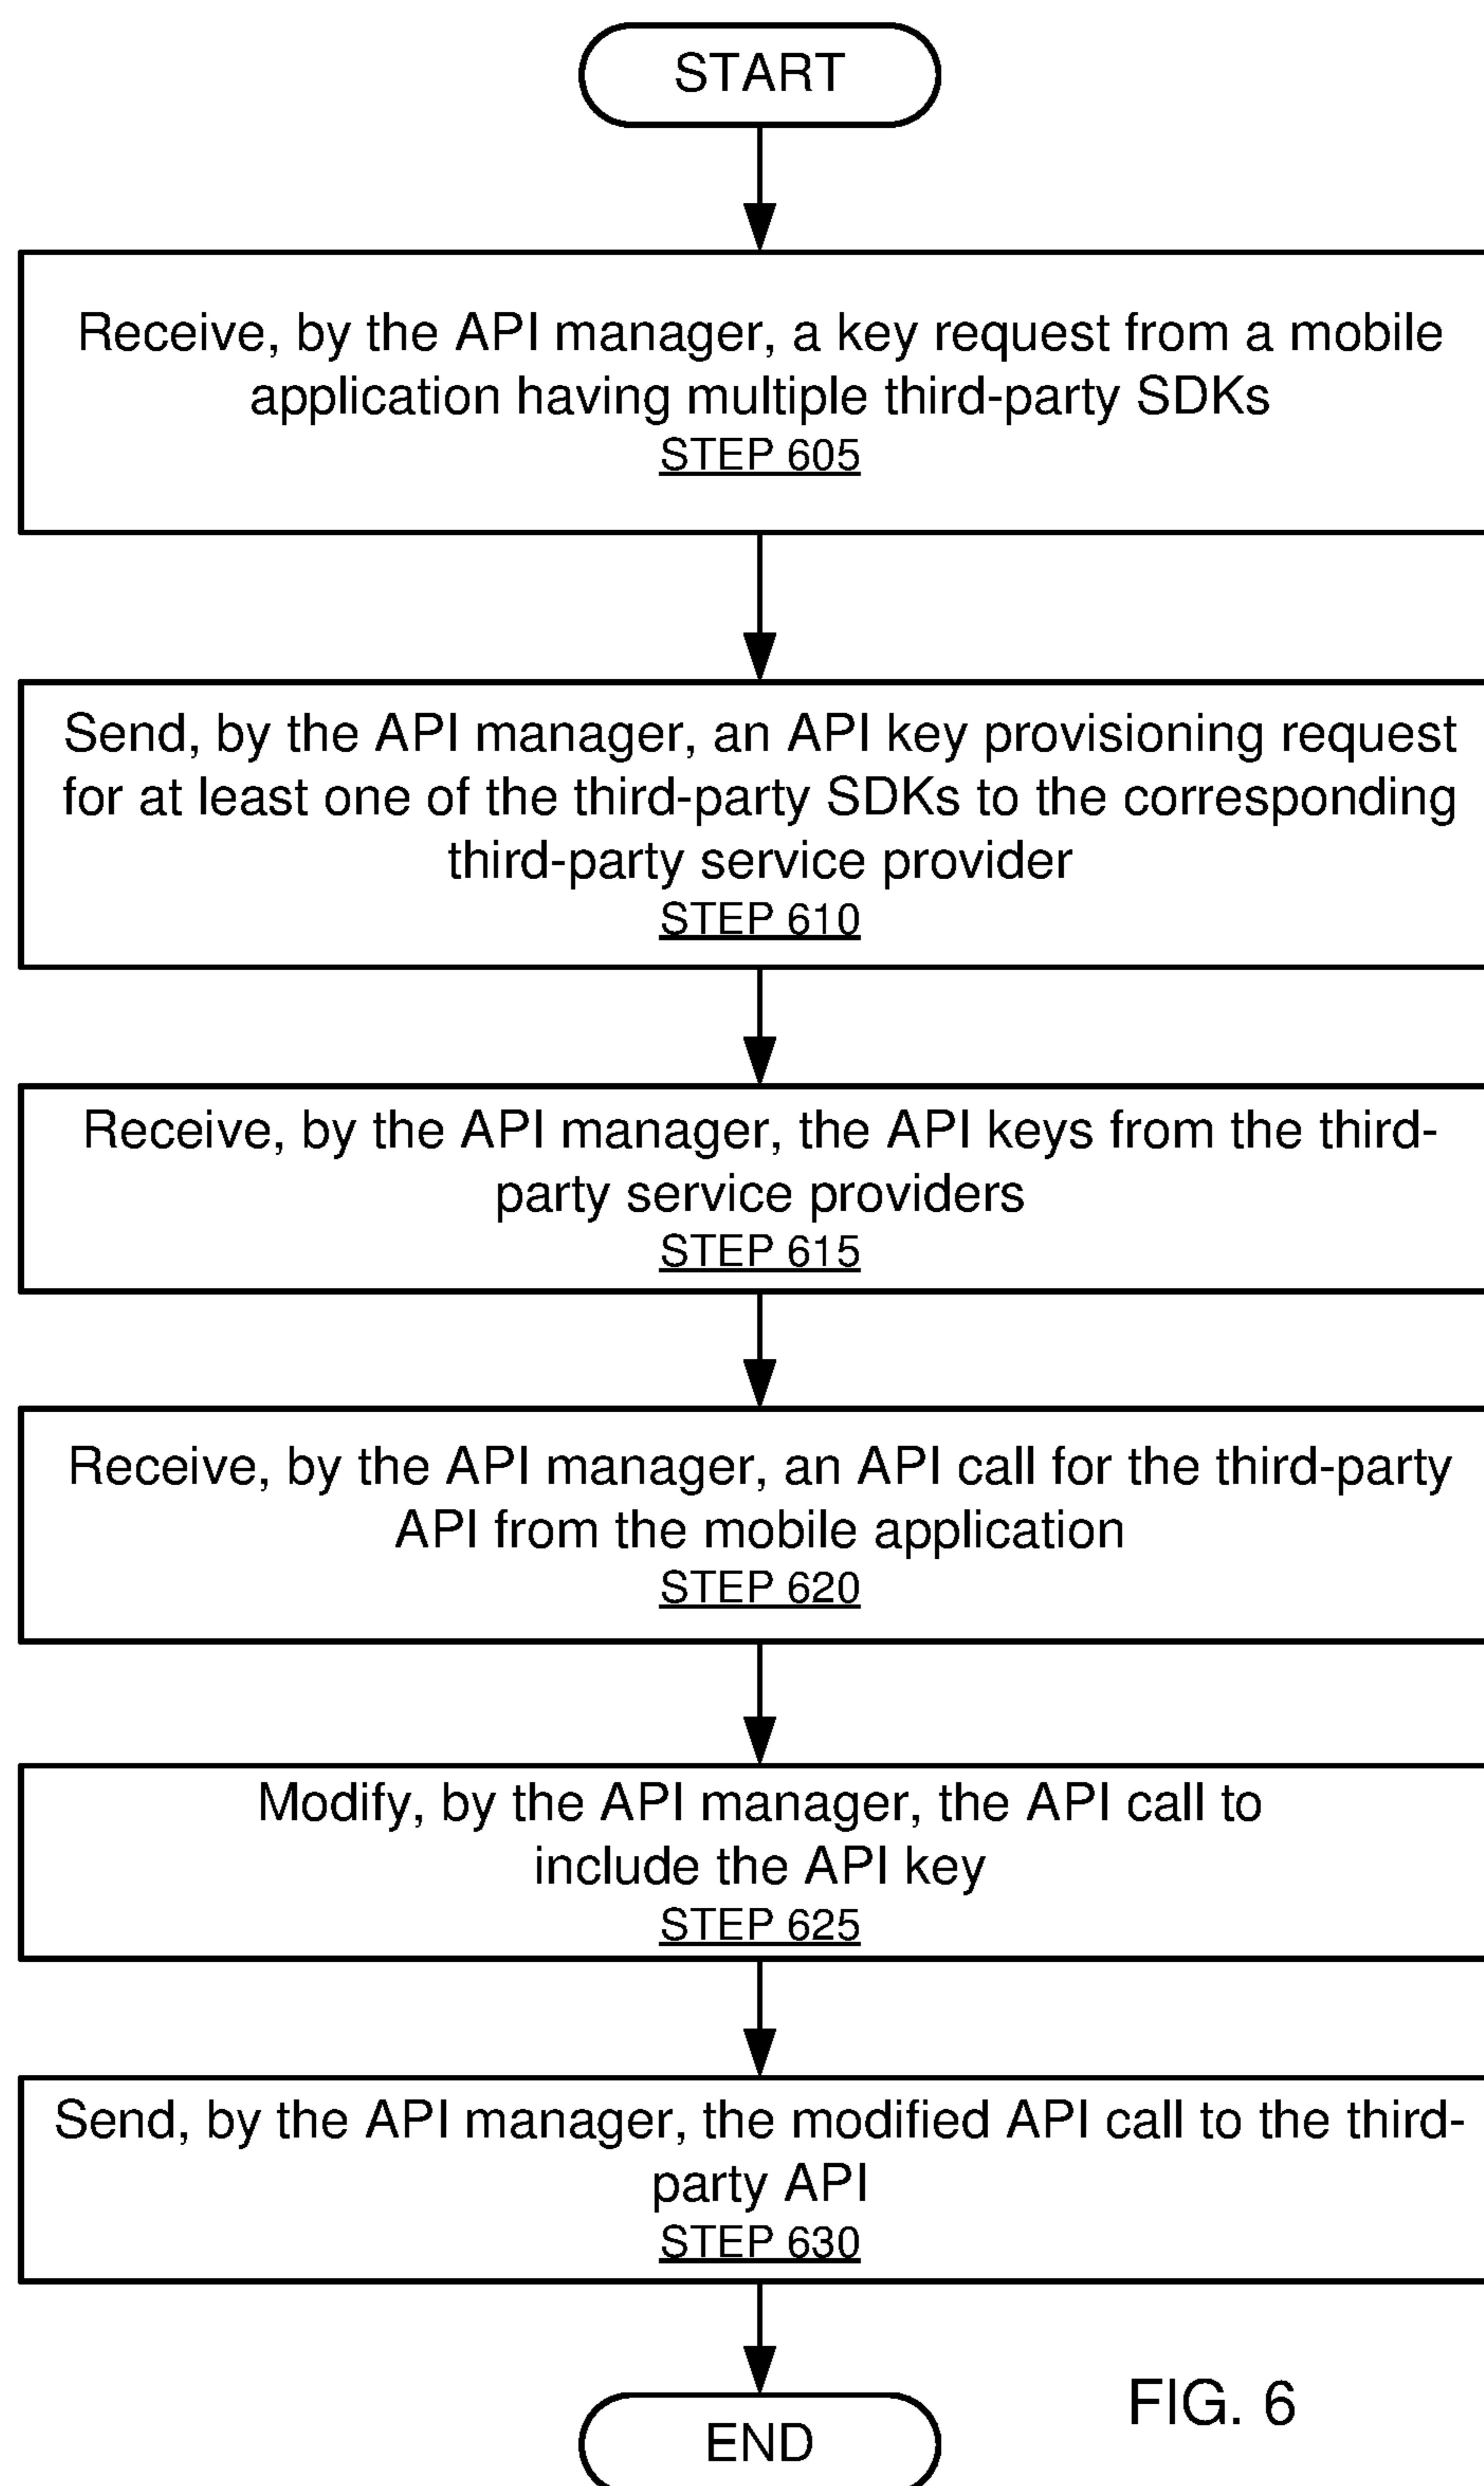 START
Receive, by the API manager, a key request from a mobile
application having multiple third-party SDKs
STEP 605
Send, by the API manager, an API key provisioning request
for at least one of the third-party SDKs to the corresponding
third-party service provider
STEP 610
Receive, by the API manager, the API keys from the third-
party service providers
STEP 615
Receive, by the API manager, an API call for the third-party
API from the mobile application
STEP 620
Modify, by the API manager, the API call to
include the API key
STEP 625
Send, by the API manager, the modified API call to the third-
party API
STEP 630
FIG. 6
END